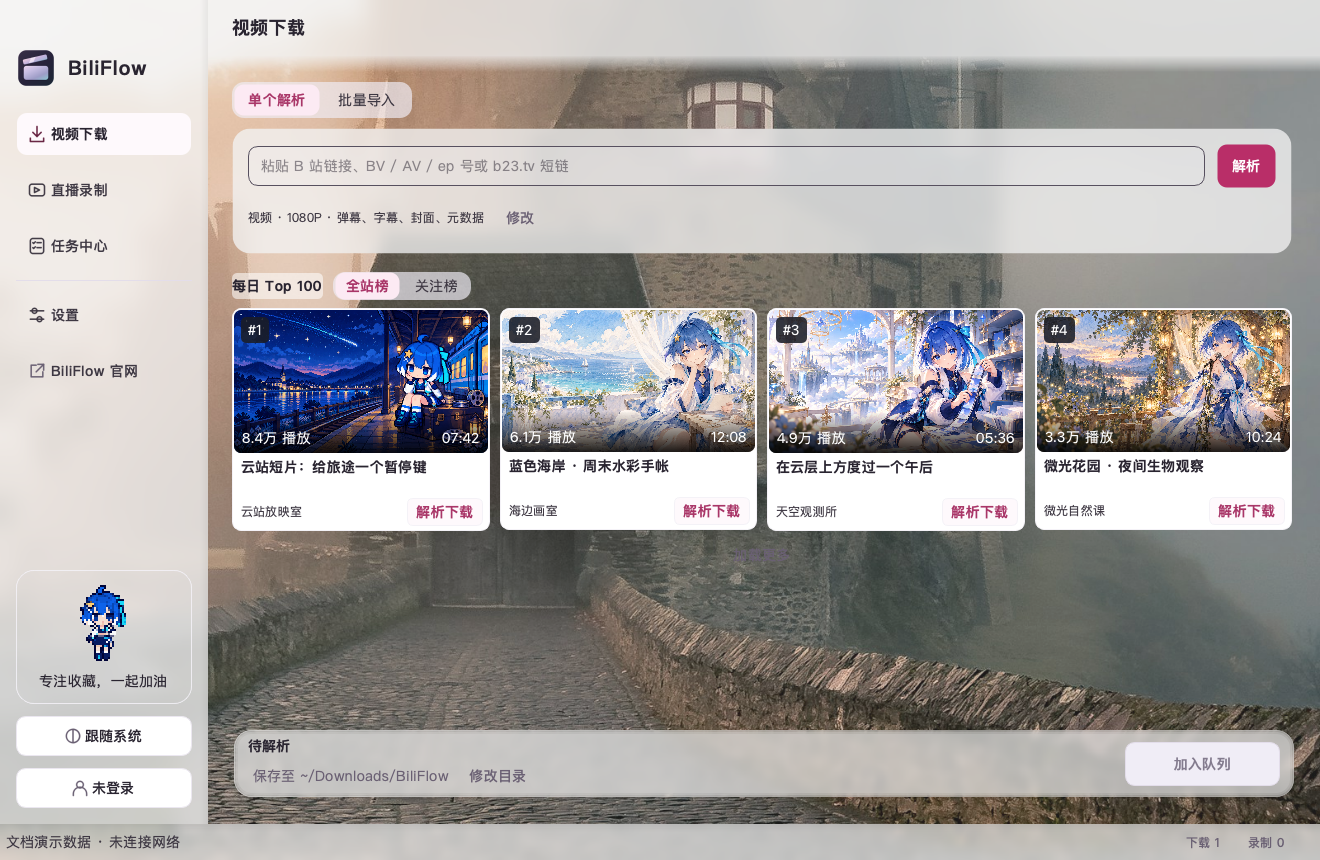 视频下载
BiliFlow
单个解析 批量导入
视频下载
粘贴 B 站链接、BV / AV / ep 号或 b23.tv 短链
解析
直播录制
视频 · 1080P · 弹幕、字幕、封面、元数据 修改
任务中心
每日 Top 100 全站榜 关注榜
设置
BiliFlow 官网
#1
8.4万 播放 07:42
云站短片：给旅途一个暂停键
云站放映室 解析下载
#2
6.1万 播放 12:08
蓝色海岸 · 周末水彩手帐
海边画室 解析下载
#3
4.9万 播放 05:36
在云层上方度过一个午后
天空观测所 解析下载
#4
3.3万 播放 10:24
微光花园 · 夜间生物观察
微光自然课 解析下载
专注收藏，一起加油
跟随系统
未登录
待解析
保存至 ~/Downloads/BiliFlow 修改目录
加入队列
文档演示数据 · 未连接网络
下载 1 录制 0